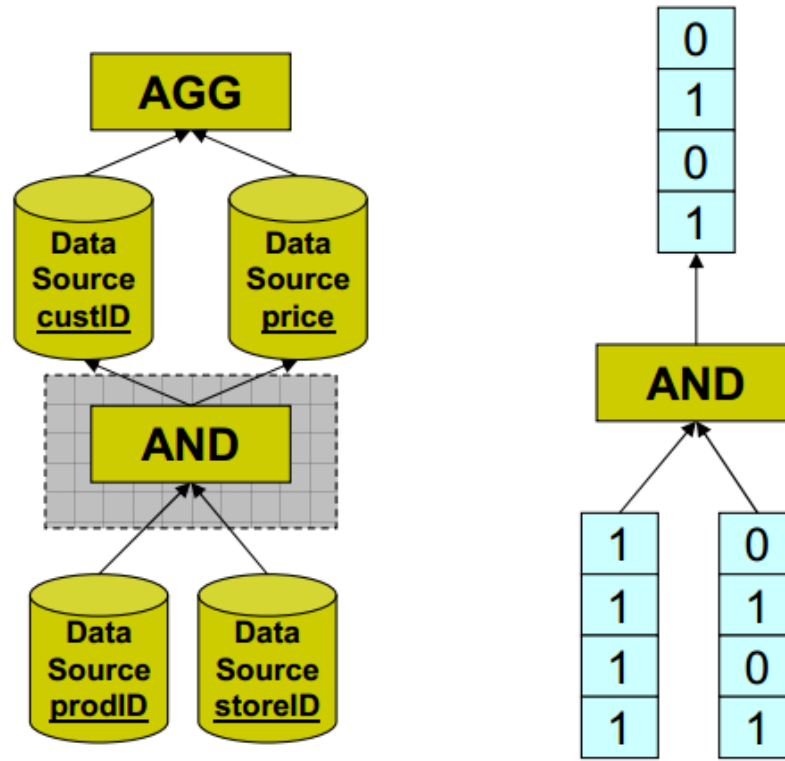 AGG
Data
Source
custID
Data
Source
price
AND
Data
Source
prodID
Data
Source
storeID
0
1
0
1
AND
1
1
1
1
0
1
0
1